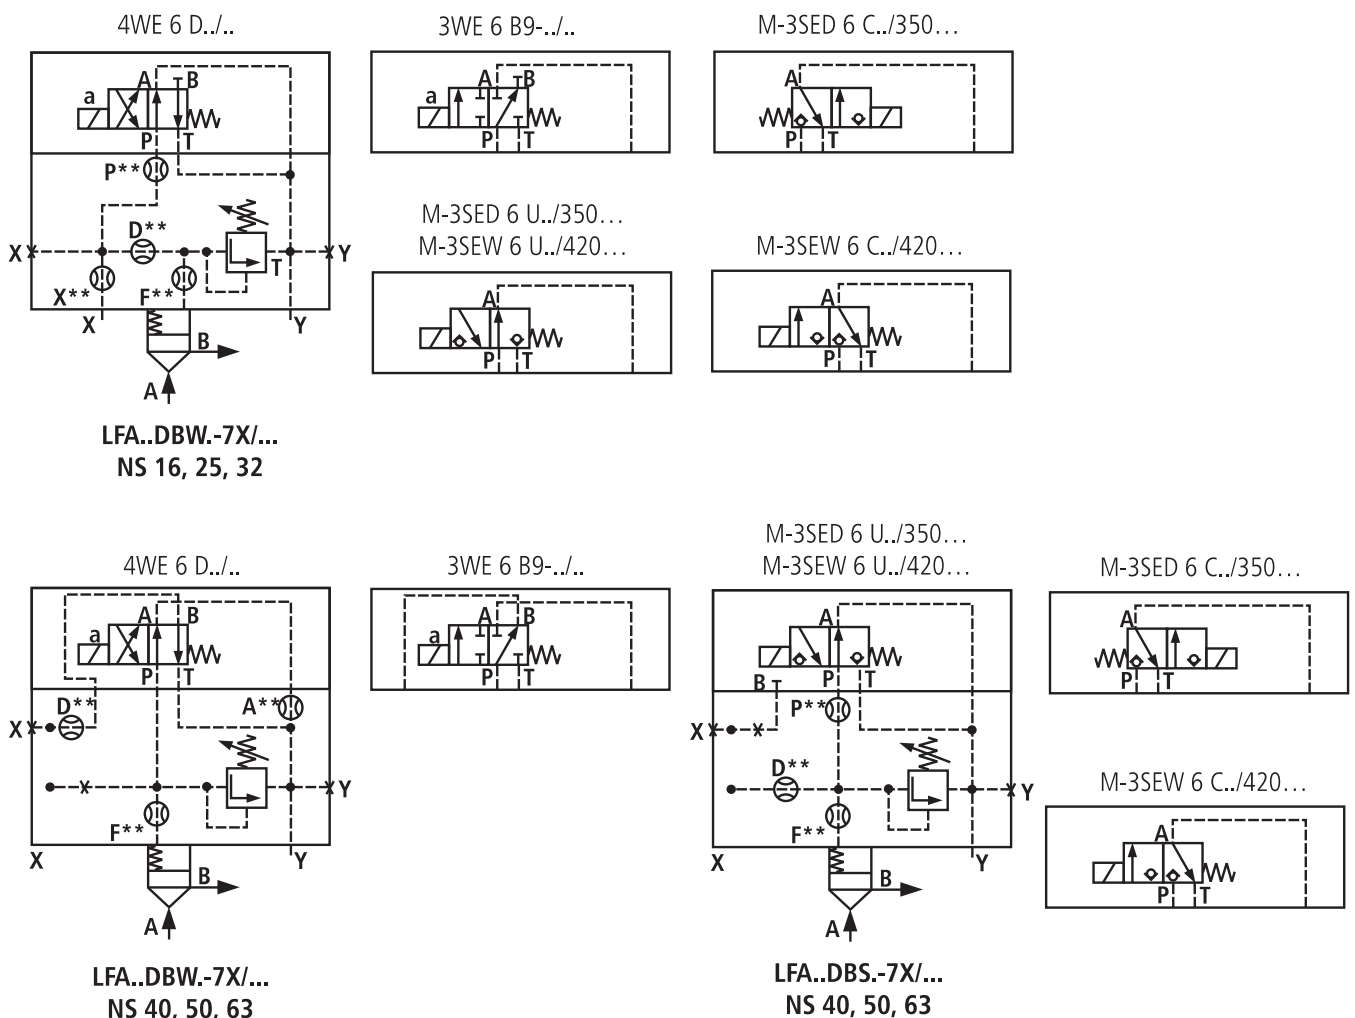 4WE 6 D../..
3WE 6 B9-../..
M-3SED 6 C../350...
A
B
a
P
T
P**
D**
X
Y
T
X**
F**
X
Y
B
A
LFA..DBW.-7X/...
NS 16, 25, 32
A
B
a
P
T
A
P
T
M-3SED 6 U../350...
M-3SEW 6 U../420...
M-3SEW 6 C../420...
A
P
T
A
P
T
4WE 6 D../..
3WE 6 B9-../..
M-3SED 6 U../350...
M-3SEW 6 U../420...
M-3SED 6 C../350...
A
B
a
P
T
D**
A**
X
Y
F**
X
Y
B
A
LFA..DBW.-7X/...
NS 40, 50, 63
A
B
a
P
T
A
B
P
T
P**
X
D**
Y
F**
X
Y
B
A
LFA..DBS.-7X/...
NS 40, 50, 63
A
P
T
M-3SEW 6 C../420...
A
P
T